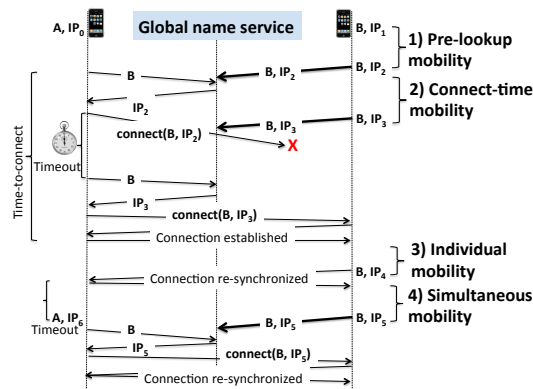 A, IP0
Global name service
B, IP1
1) Pre-lookup
mobility
B, IP2
B, IP2
B
2) Connect-time
mobility
IP2
B, IP3
B, IP3
connect(B, IP2)
X
Timeout
Time-to-connect
B
IP3
connect(B, IP3)
Connection established
3) Individual
mobility
B, IP4
Connection re-synchronized
4) Simultaneous
mobility
A, IP6
B, IP5
B, IP5
Timeout
B
IP5
connect(B, IP5)
Connection re-synchronized